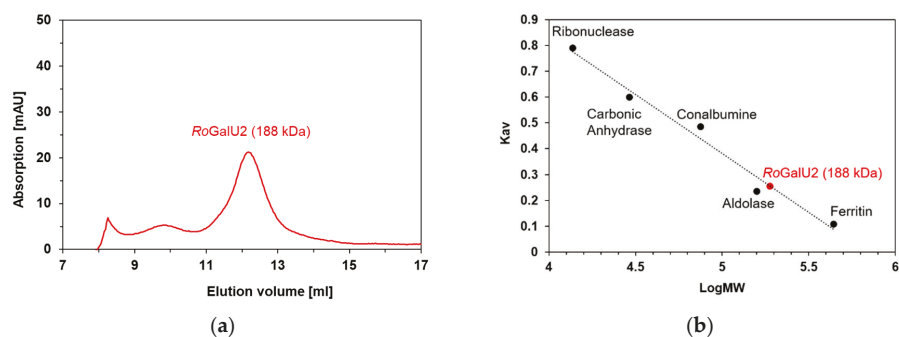 50
40
30
20
10
0
Absorption [mAU]
RoGalU2 (188 kDa)
7
9
11
13
15
17
Elution volume [ml]
(a)
0.9
0.8
0.7
0.6
0.5
0.4
0.3
0.2
0.1
0
Kav
Ribonuclease
Carbonic
Anhydrase
Conalbumine
RoGalU2 (188 kDa)
Aldolase
Ferritin
4
4.5
5
5.5
6
LogMW
(b)